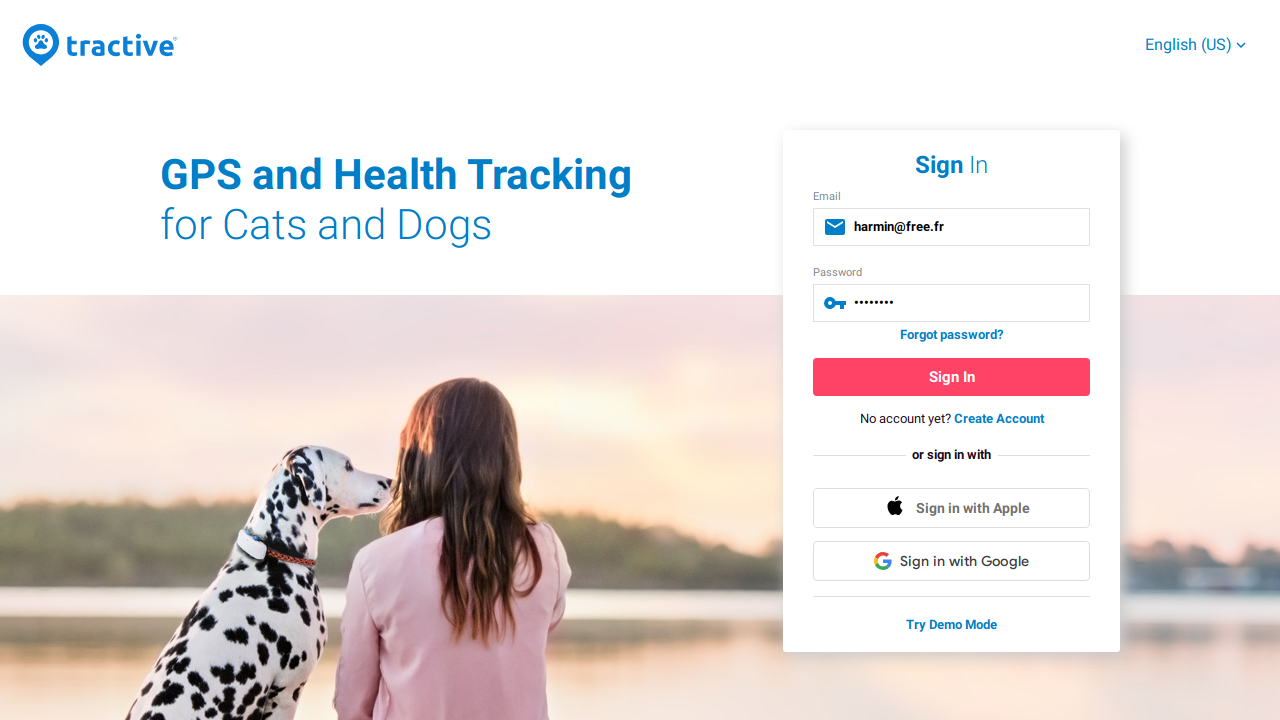 tractive®
English (US)
GPS and Health Tracking
for Cats and Dogs
Sign In
Email
harmin@free.fr
Password
••••••••
Forgot password?
Sign In
No account yet? Create Account
or sign in with
Sign in with Apple
Sign in with Google
Try Demo Mode